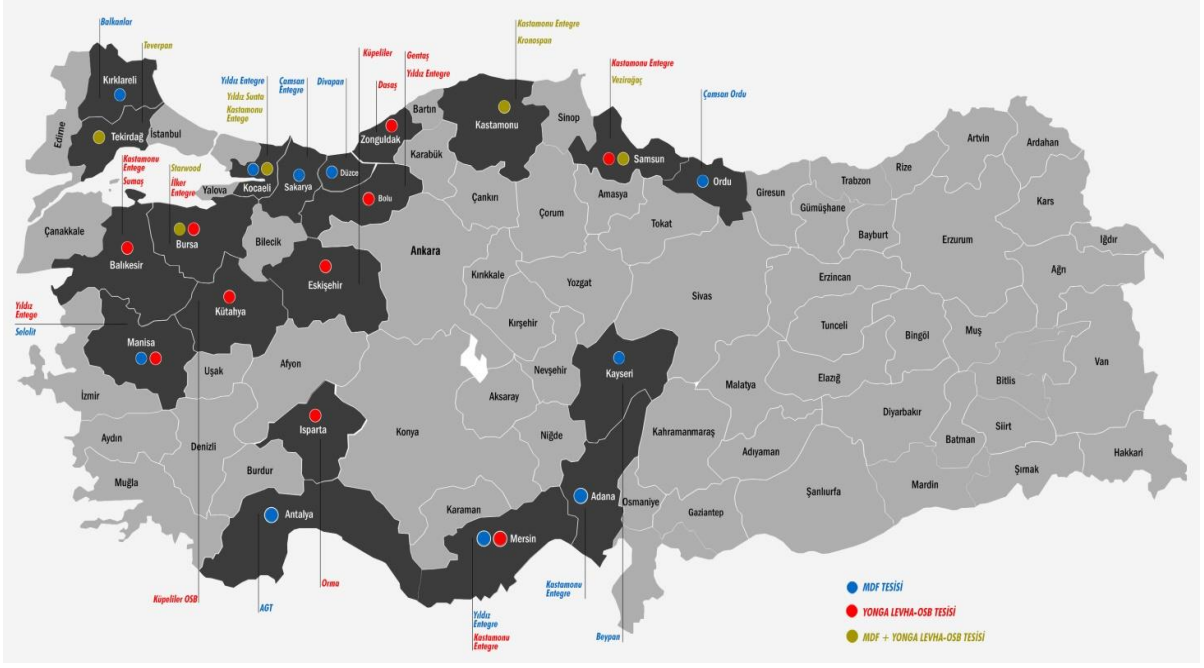 Balkanlar
Teverpan
Yıldız Entegre
Yıldız Sunta
Kastamonu
Entege
Çamsan
Entegre
Divapan
Küpeliler
Dasaş
Gentaş
Yıldız Entegre
Kastamonu Entegre
Kronospan
Kastamonu Entegre
Vezirağaç
Çamsan Ordu
Kırklareli
Edirne
Tekirdağ
İstanbul
Kastamonu
Entege
Sumaş
Starwood
İlker
Entegre
Yalova
Kocaeli
Sakarya
Düzce
Zonguldak
Bartın
Karabük
Bolu
Kastamonu
Sinop
Samsun
Ordu
Giresun
Trabzon
Rize
Artvin
Ardahan
Kars
Gümüşhane
Bayburt
Erzurum
Iğdır
Ağrı
Çanakkale
Balıkesir
Bursa
Bilecik
Eskişehir
Kütahya
Ankara
Çankırı
Çorum
Amasya
Tokat
Kırıkkale
Yozgat
Sivas
Erzincan
Tunceli
Bingöl
Muş
Van
Yıldız
Entege
Selolit
Manisa
Uşak
Afyon
Kırşehir
Nevşehir
Kayseri
Malatya
Elazığ
Bitlis
İzmir
Aydın
Denizli
Isparta
Konya
Aksaray
Niğde
Kahramanmaraş
Adıyaman
Diyarbakır
Batman
Siirt
Şırnak
Hakkari
Muğla
Burdur
Antalya
Karaman
Mersin
Adana
Osmaniye
Gaziantep
Şanlıurfa
Mardin
Küpeliler OSB
AGT
Orma
Yıldız
Entegre
Kastamonu
Entegre
Kastamonu
Entegre
Beypan
MDF TESİSİ
YONGA LEVHA-OSB TESİSİ
MDF + YONGA LEVHA-OSB TESİSİ